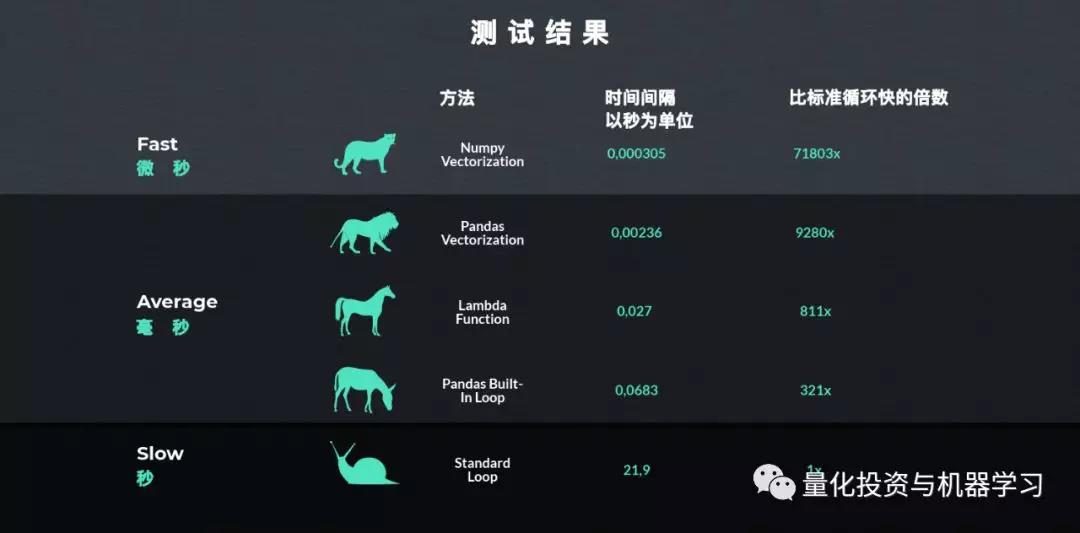 测试结果
方法
时间间隔
以秒为单位
比标准循环快的倍数
Fast
微 秒
Numpy
Vectorization
0,000305
71803x
Pandas
Vectorization
0,00236
9280x
Average
毫 秒
Lambda
Function
0,027
811x
Pandas Built-
In Loop
0,0683
321x
Slow
秒
Standard
Loop
21,9
1x
量化投资与机器学习